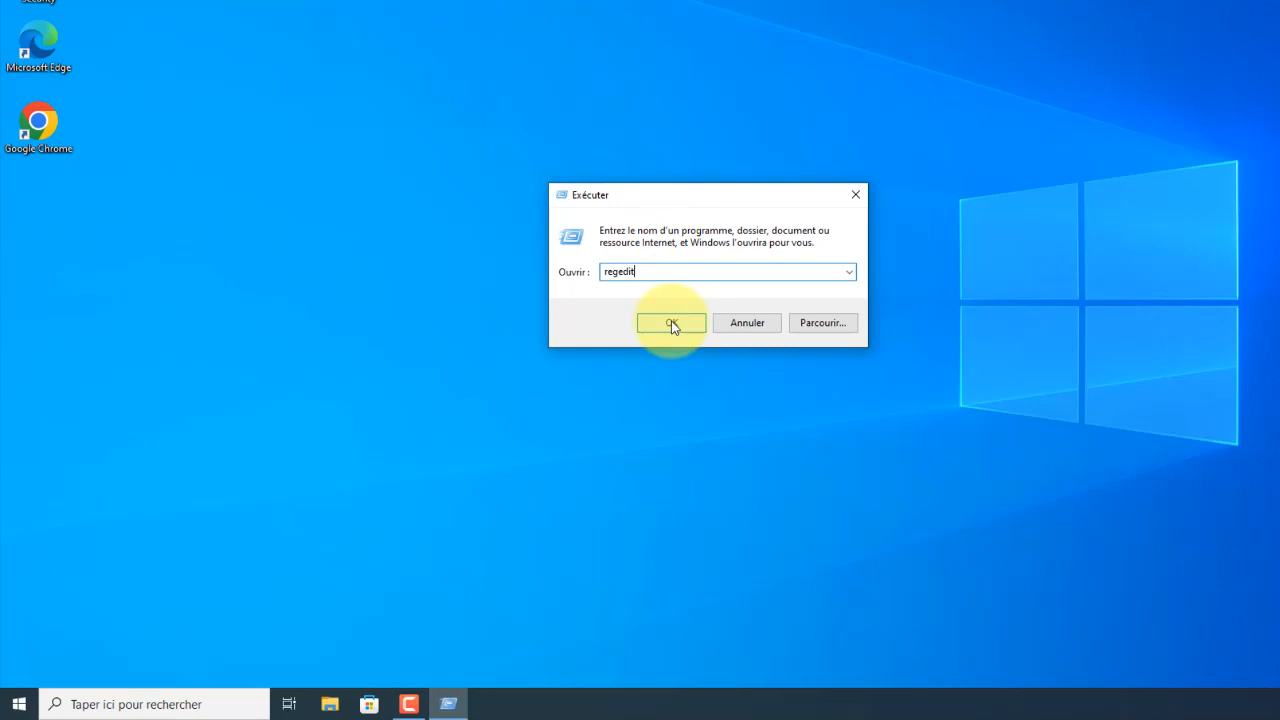 Security
Microsoft Edge
Google Chrome
Exécuter
Entrez le nom d'un programme, dossier, document ou
ressource Internet, et Windows l'ouvrira pour vous.
Ouvrir :
regedit
OK
Annuler
Parcourir...
Taper ici pour rechercher